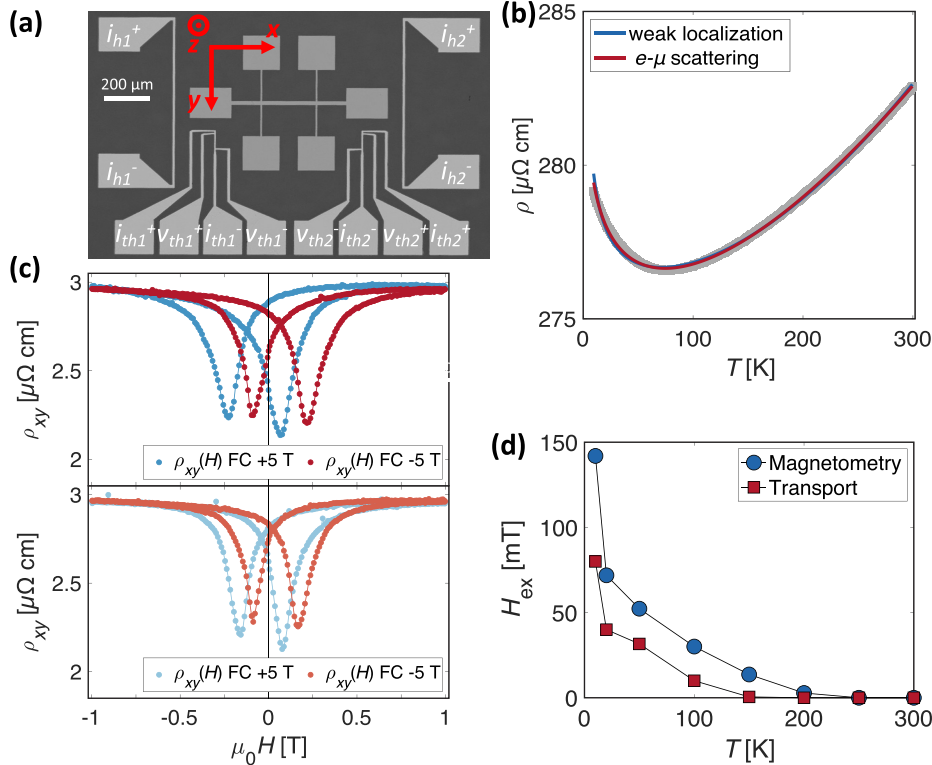 (a)
i_h1^+
i_h2^+
z
x
y
200 μm
i_h1^-
i_h2^-
i_th1^+ v_th1^+ i_th1^- v_th1^- v_th2^- i_th2^- v_th2^+ i_th2^+
(b)
weak localization
e-μ scattering
285
280
275
ρ [μΩ cm]
0 100 200 300
T [K]
(c)
3
2.5
2
ρ_xy [μΩ cm]
ρ_xy(H) FC +5 T ρ_xy(H) FC -5 T
3
2.5
2
ρ_xy [μΩ cm]
ρ_xy(H) FC +5 T ρ_xy(H) FC -5 T
-1 -0.5 0 0.5 1
μ_0H [T]
(d)
150
100
50
0
H_ex [mT]
Magnetometry
Transport
100 200 300
T [K]